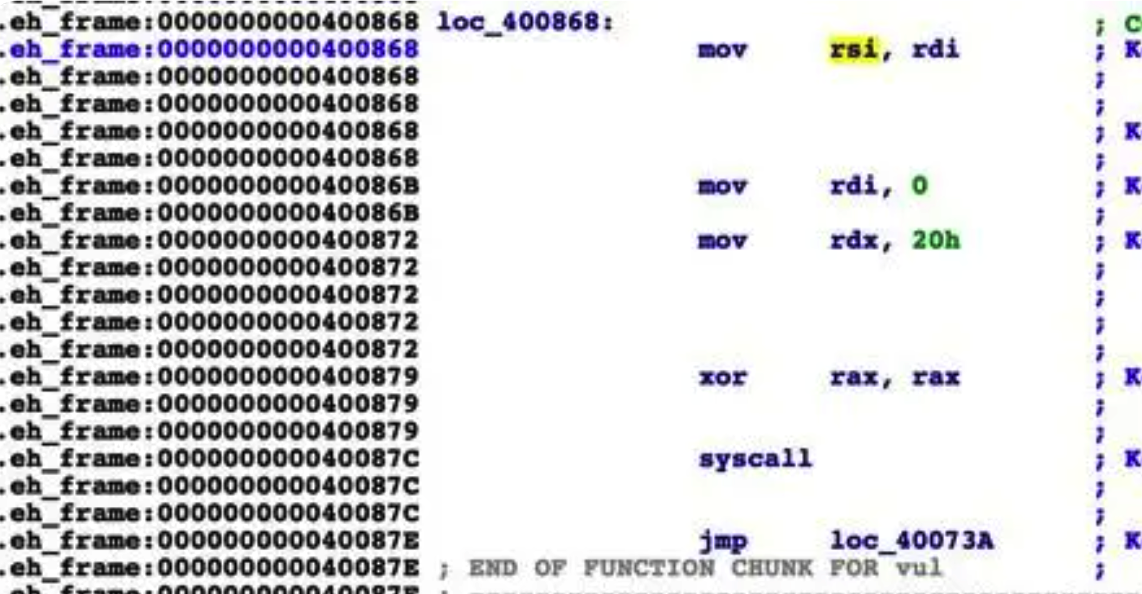 .eh_frame:0000000000400868 loc_400868: ; C
.eh_frame:0000000000400868 mov rsi, rdi ; K
.eh_frame:0000000000400868 ;
.eh_frame:0000000000400868 ;
.eh_frame:0000000000400868 ; K
.eh_frame:0000000000400868 ;
.eh_frame:000000000040086B mov rdi, 0 ; K
.eh_frame:000000000040086B ;
.eh_frame:0000000000400872 mov rdx, 20h ; K
.eh_frame:0000000000400872 ;
.eh_frame:0000000000400872 ;
.eh_frame:0000000000400872 ;
.eh_frame:0000000000400872 ;
.eh_frame:0000000000400879 xor rax, rax ; K
.eh_frame:0000000000400879 ;
.eh_frame:0000000000400879 ;
.eh_frame:000000000040087C syscall ; K
.eh_frame:000000000040087C ;
.eh_frame:000000000040087C ;
.eh_frame:000000000040087E jmp loc_40073A ; K
.eh_frame:000000000040087E ; END OF FUNCTION CHUNK FOR vul ;